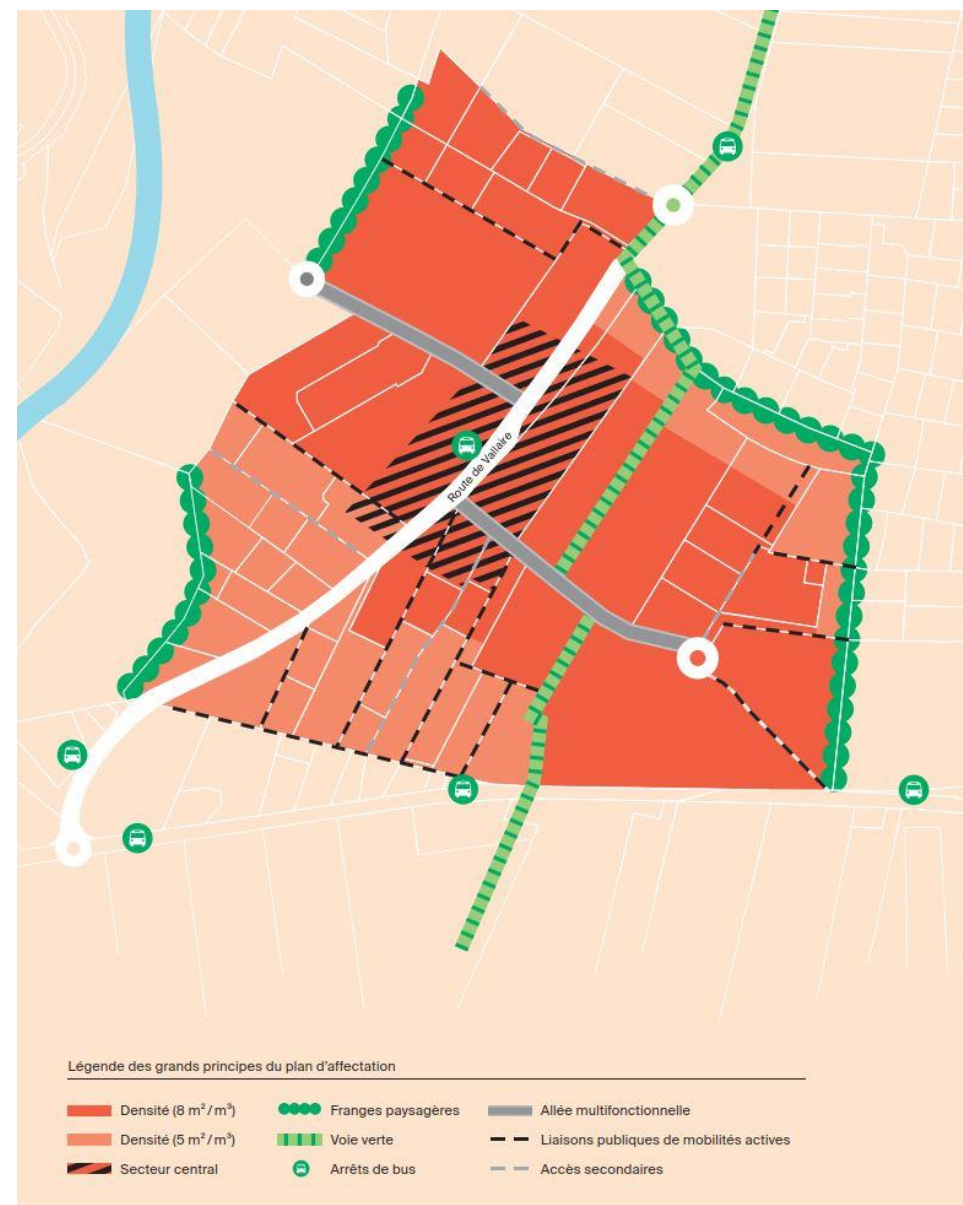 Route de Vallaire
Légende des grands principes du plan d’affectation
Densité (8 m²/m³)
Franges paysagères
Allée multifonctionnelle
Densité (5 m²/m³)
Voie verte
Liaisons publiques de mobilités actives
Secteur central
Arrêts de bus
Accès secondaires